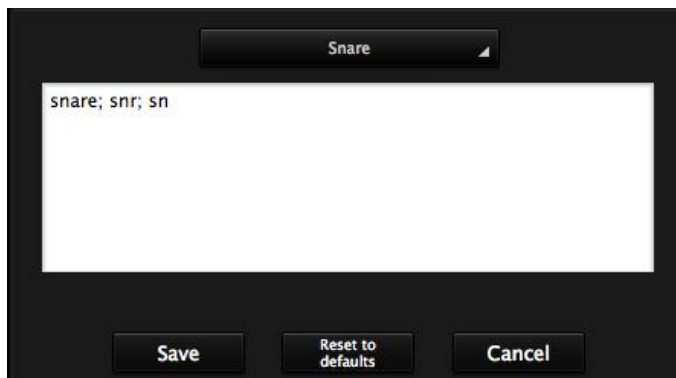 Snare
snare; snr; sn
Save
Reset to
defaults
Cancel